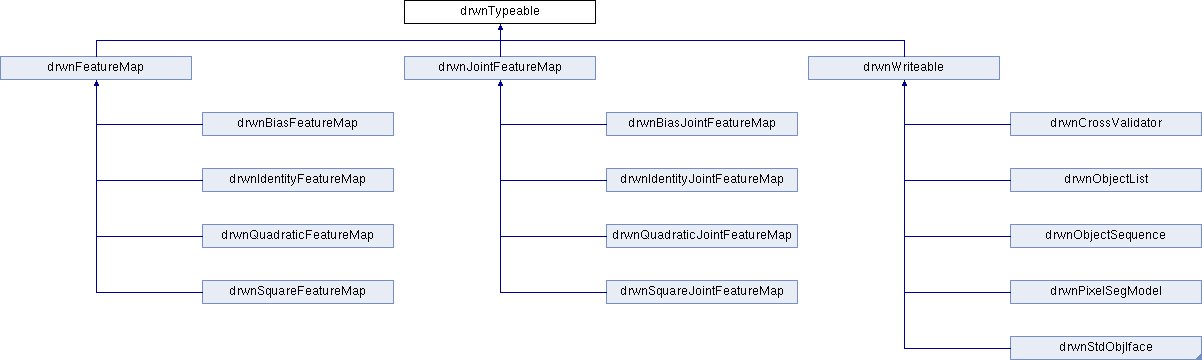 drwnTypeable
drwnFeatureMap
drwnJointFeatureMap
drwnWriteable
drwnBiasFeatureMap
drwnBiasJointFeatureMap
drwnCrossValidator
drwnIdentityFeatureMap
drwnIdentityJointFeatureMap
drwnObjectList
drwnQuadraticFeatureMap
drwnQuadraticJointFeatureMap
drwnObjectSequence
drwnSquareFeatureMap
drwnSquareJointFeatureMap
drwnPixelSegModel
drwnStdObjIface